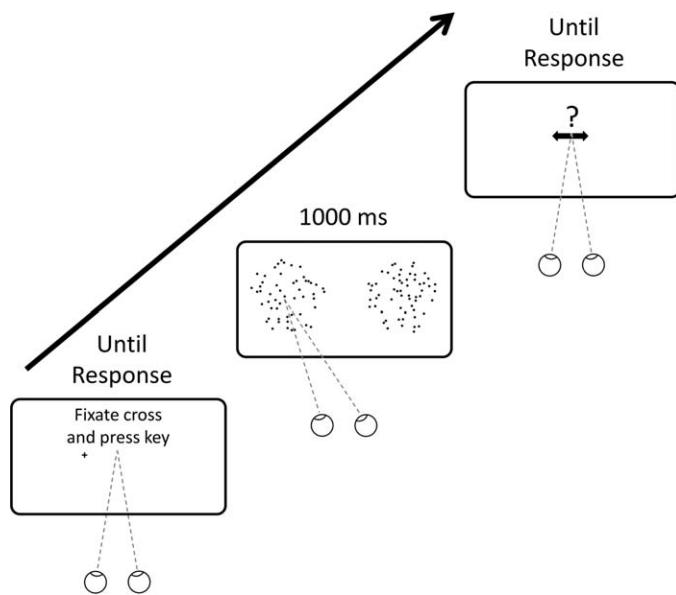 Until
Response
?
1000 ms
Until
Response
Fixate cross
and press key
+